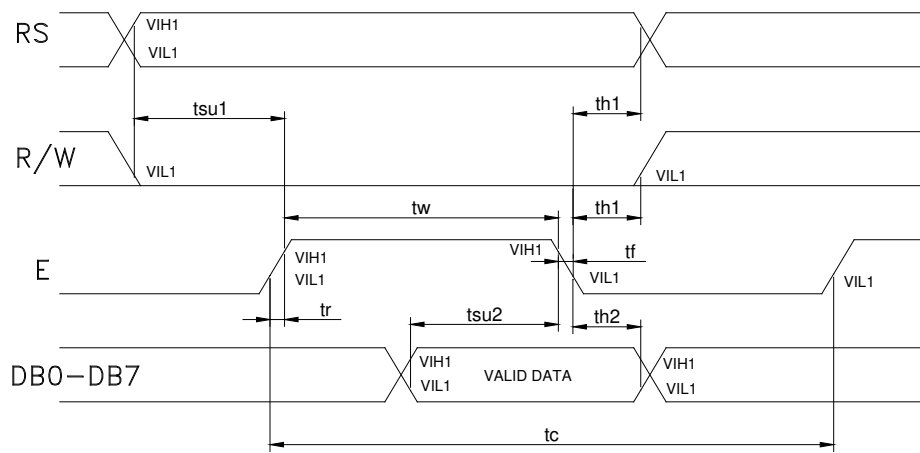 RS
VIH1
VIL1
tsu1
th1
R/W
VIL1
VIL1
tw
th1
E
VIH1
VIL1
VIH1
tf
VIL1
VIL1
tr
tsu2
th2
DB0-DB7
VIH1
VIL1
VALID DATA
VIH1
VIL1
tc